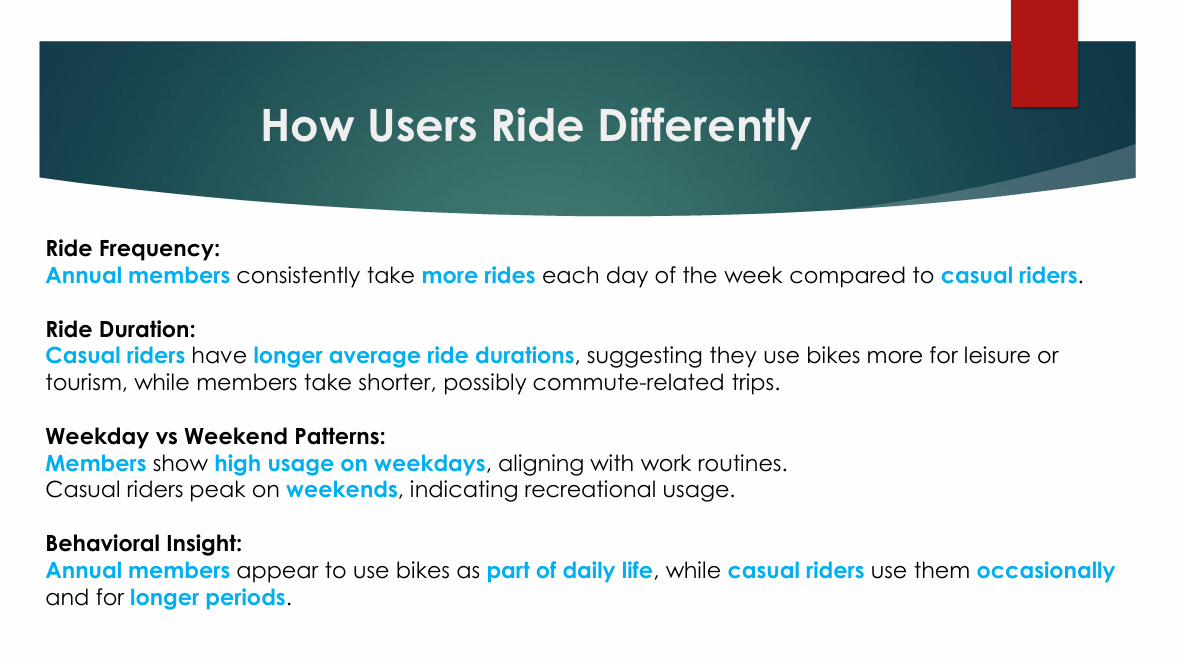 How Users Ride Differently
Ride Frequency:
Annual members consistently take more rides each day of the week compared to casual riders.
Ride Duration:
Casual riders have longer average ride durations, suggesting they use bikes more for leisure or
tourism, while members take shorter, possibly commute-related trips.
Weekday vs Weekend Patterns:
Members show high usage on weekdays, aligning with work routines.
Casual riders peak on weekends, indicating recreational usage.
Behavioral Insight:
Annual members appear to use bikes as part of daily life, while casual riders use them occasionally
and for longer periods.